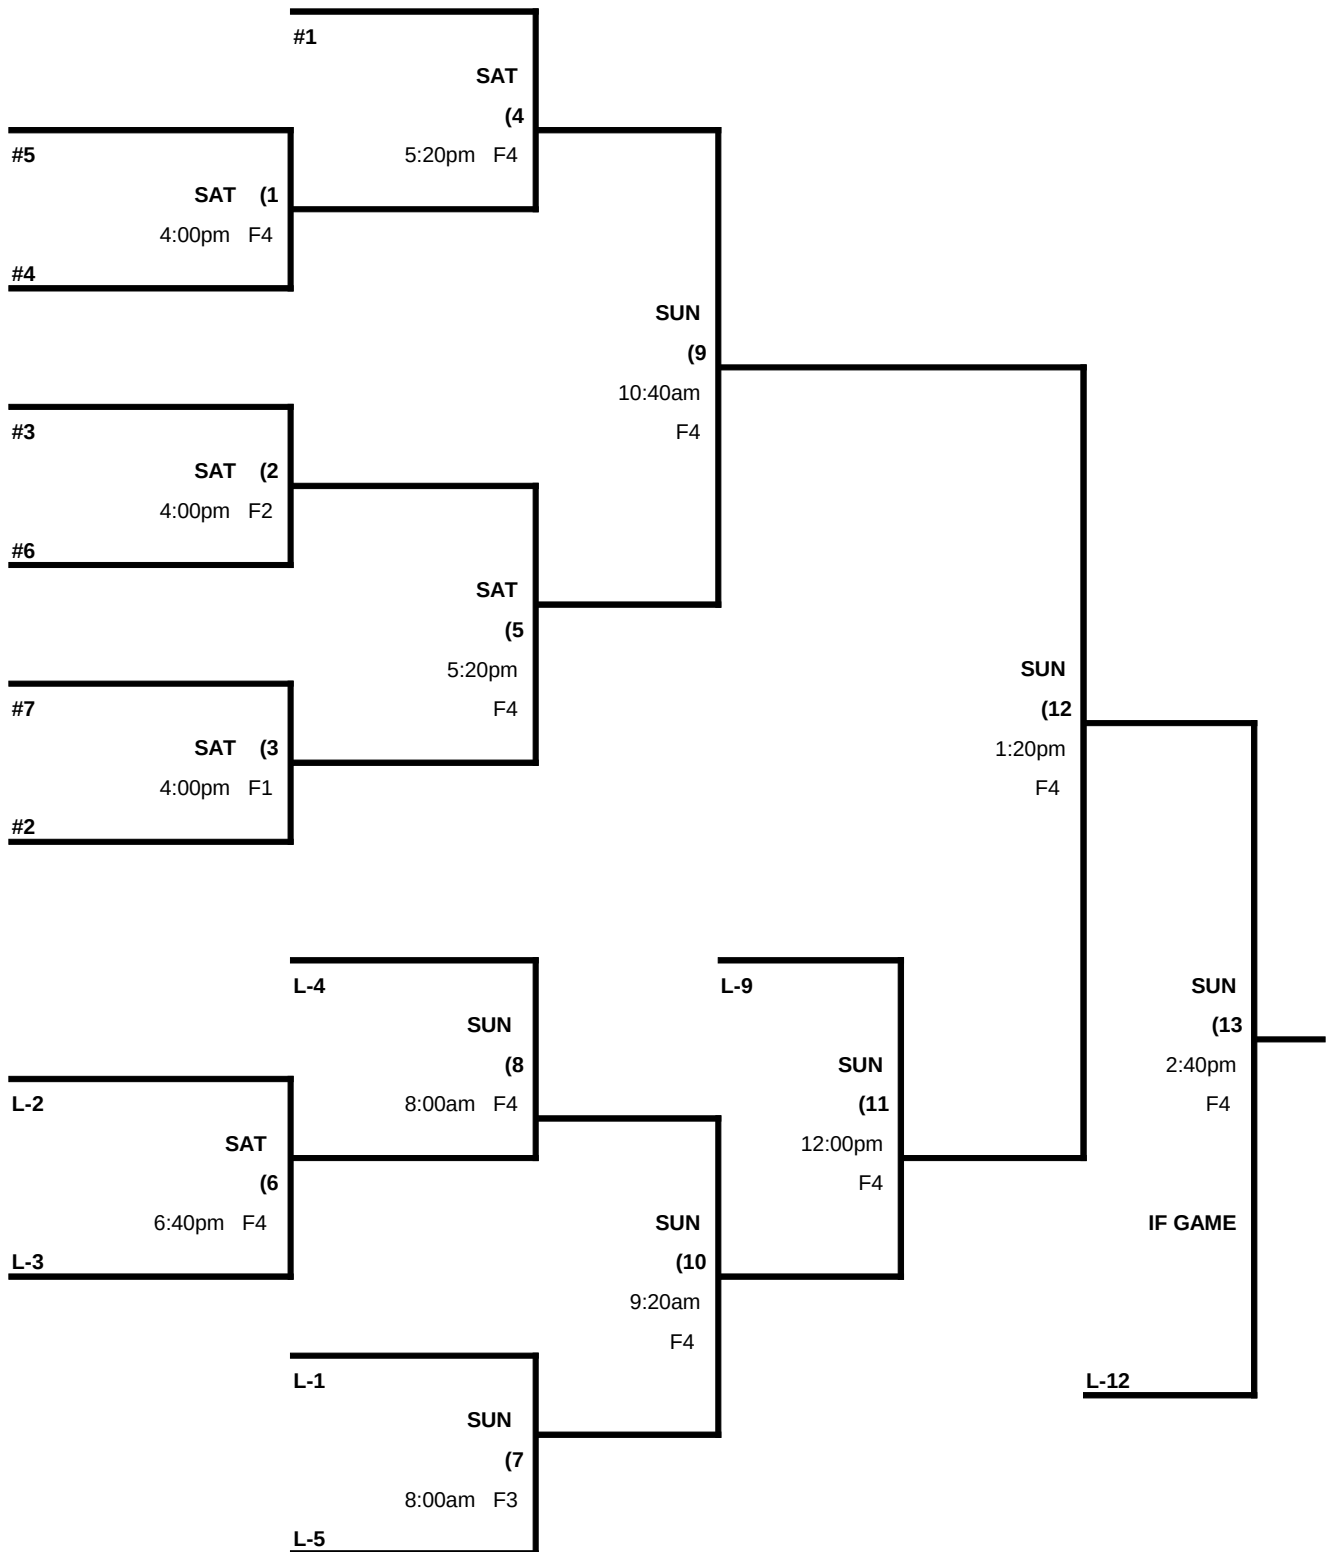 #1
SAT
(4
5:20pm F4
#5
SAT (1
4:00pm F4
#4
SUN
(9
10:40am
F4
#3
SAT (2
4:00pm F2
#6
SAT
(5
5:20pm
F4
#7
SAT (3
4:00pm F1
#2
SUN
(12
1:20pm
F4
L-4
SUN
(8
8:00am F4
L-2
SAT
(6
6:40pm F4
L-3
L-9
SUN
(11
12:00pm
F4
SUN
(10
9:20am
F4
L-1
SUN
(7
8:00am F3
L-5
SUN
(13
2:40pm
F4
IF GAME
L-12